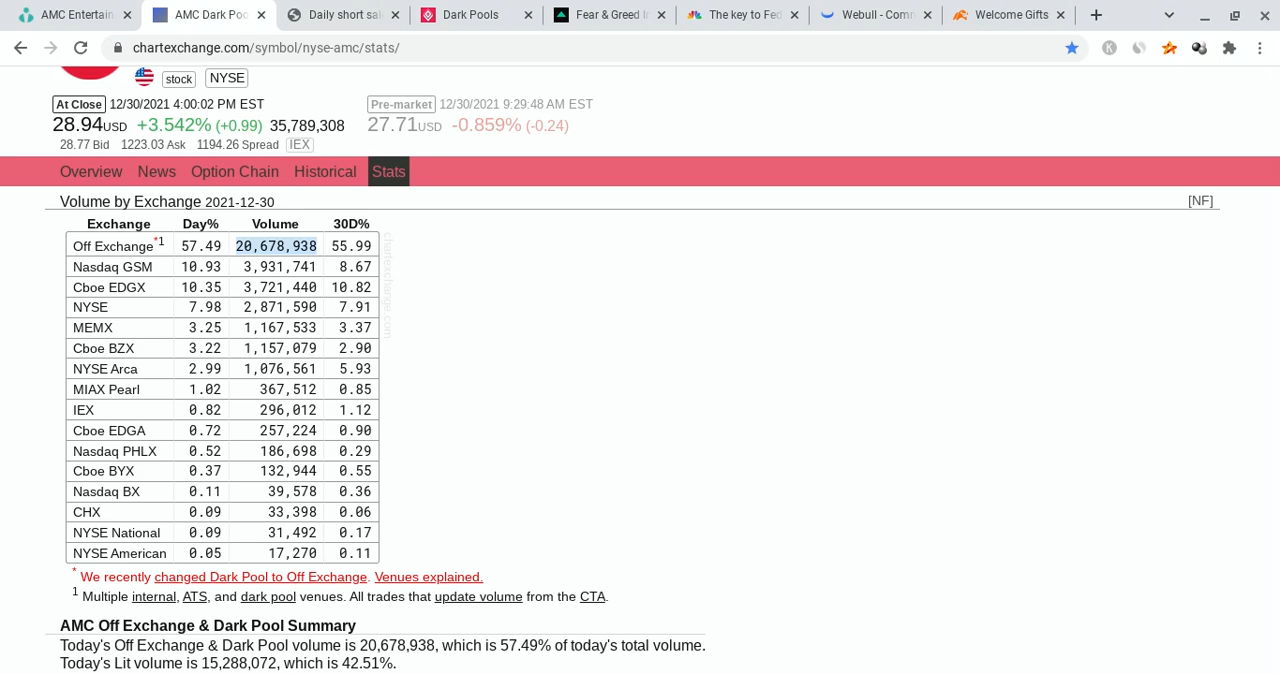 AMC Entertain
AMC Dark Poo
Daily short sal
Dark Pools
Fear & Greed I
The key to Fed
Webull - Comm
Welcome Gifts
chartexchange.com/symbol/nyse-amc/stats/
K
stock NYSE
At Close 12/30/2021 4:00:02 PM EST
28.94USD +3.542% (+0.99) 35,789,308
28.77 Bid 1223.03 Ask 1194.26 Spread IEX
Pre-market 12/30/2021 9:29:48 AM EST
27.71USD -0.859% (-0.24)
Overview News Option Chain Historical Stats
Volume by Exchange 2021-12-30 [NF]
Exchange Day% Volume 30D%
Off Exchange*1 57.49 20,678,938 55.99
Nasdaq GSM 10.93 3,931,741 8.67
Cboe EDGX 10.35 3,721,440 10.82
NYSE 7.98 2,871,590 7.91
MEMX 3.25 1,167,533 3.37
Cboe BZX 3.22 1,157,079 2.90
NYSE Arca 2.99 1,076,561 5.93
MIAX Pearl 1.02 367,512 0.85
IEX 0.82 296,012 1.12
Cboe EDGA 0.72 257,224 0.90
Nasdaq PHLX 0.52 186,698 0.29
Cboe BYX 0.37 132,944 0.55
Nasdaq BX 0.11 39,578 0.36
CHX 0.09 33,398 0.06
NYSE National 0.09 31,492 0.17
NYSE American 0.05 17,270 0.11
chartexchange.com
* We recently changed Dark Pool to Off Exchange. Venues explained.
1 Multiple internal, ATS, and dark pool venues. All trades that update volume from the CTA.
AMC Off Exchange & Dark Pool Summary
Today's Off Exchange & Dark Pool volume is 20,678,938, which is 57.49% of today's total volume.
Today's Lit volume is 15,288,072, which is 42.51%.